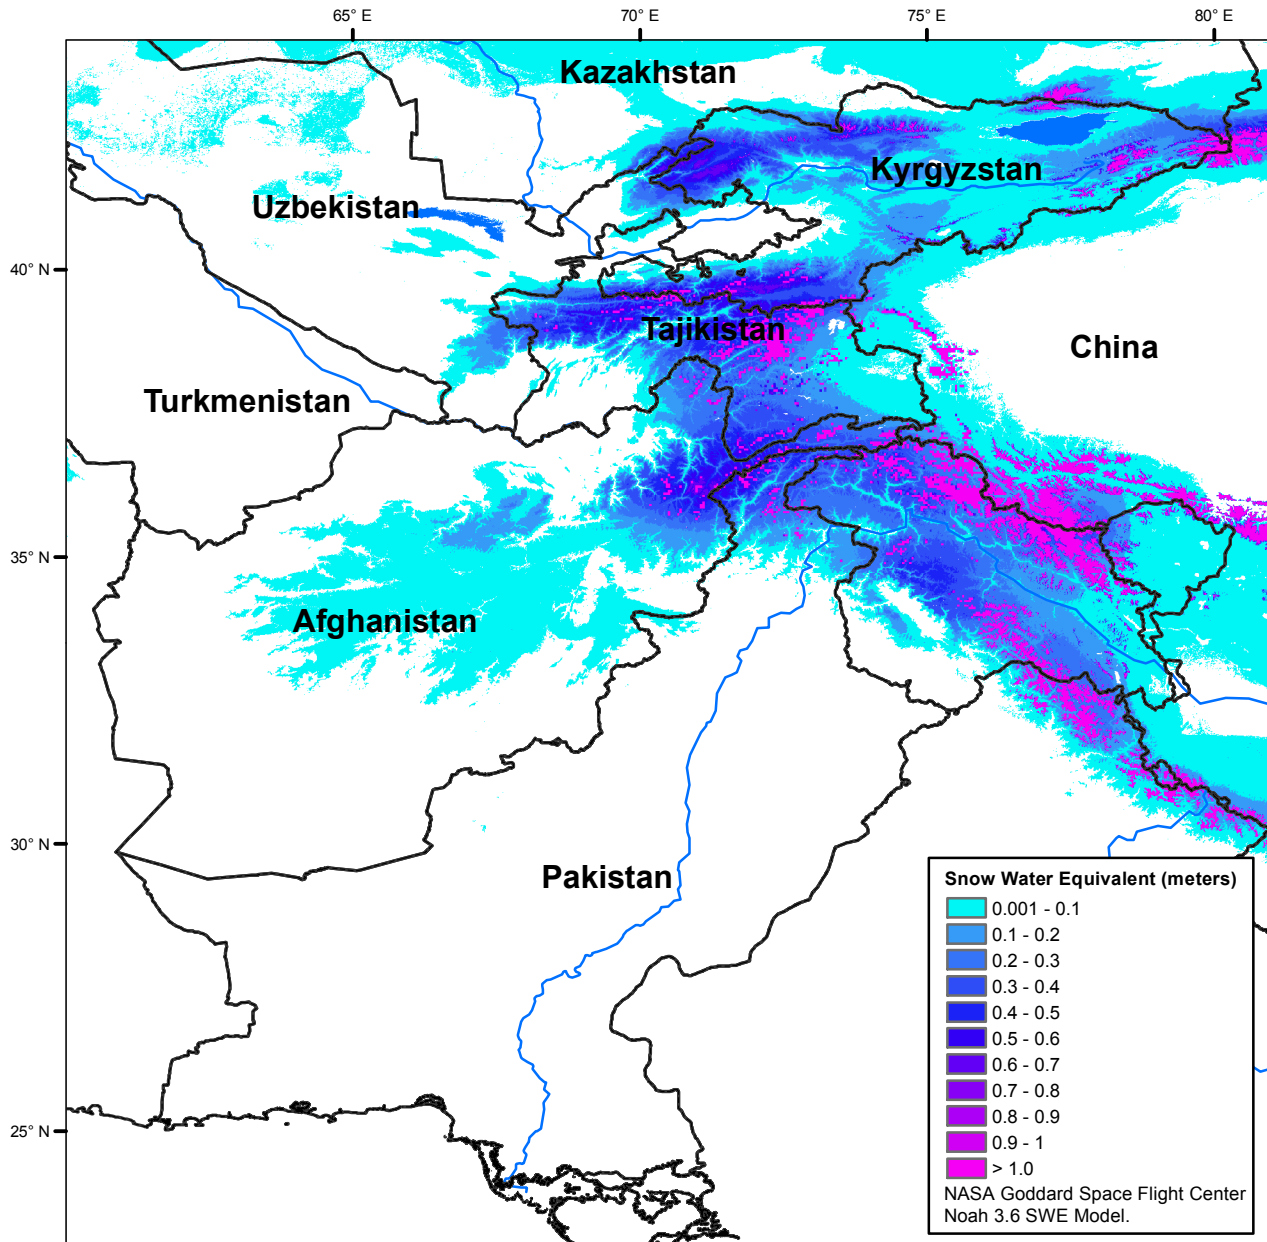 65° E
70° E
75° E
80° E
Kazakhstan
Kyrgyzstan
Uzbekistan
40° N
Tajikistan
China
Turkmenistan
35° N
Afghanistan
30° N
Pakistan
25° N
Snow Water Equivalent (meters)
0.001 - 0.1
0.1 - 0.2
0.2 - 0.3
0.3 - 0.4
0.4 - 0.5
0.5 - 0.6
0.6 - 0.7
0.7 - 0.8
0.8 - 0.9
0.9 - 1
> 1.0
NASA Goddard Space Flight Center
Noah 3.6 SWE Model.